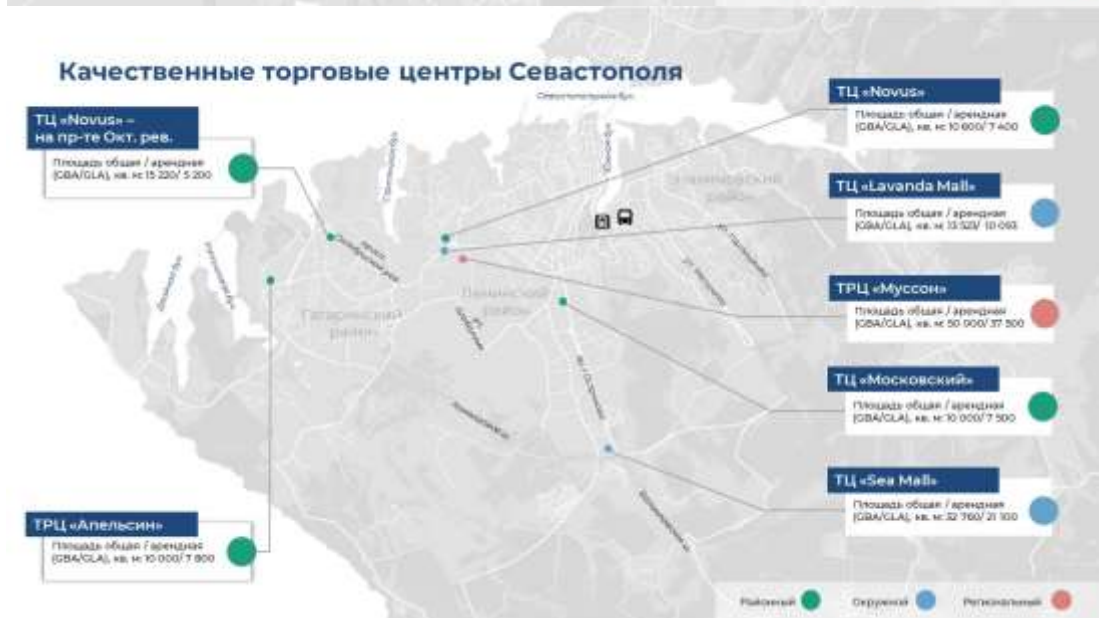 Качественные торговые центры Севастополя
ТЦ «Novus» –
на пр-те Окт. рев.
Площадь общая / арендная
(GBA/GLA), кв. м: 15 220/ 5 200
ТРЦ «Апельсин»
Площадь общая / арендная
(GBA/GLA), кв. м: 10 000/ 7 800
Севастопольская бух.
Гагаринский
район
Ленинский
район
район
ТЦ «Novus»
Площадь общая / арендная
(GBA/GLA), кв. м: 10 600/ 7 400
ТЦ «Lavanda Mall»
Площадь общая / арендная
(GBA/GLA), кв. м: 13 523/ 10 093
ТРЦ «Муссон»
Площадь общая / арендная
(GBA/GLA), кв. м: 50 000/ 37 500
ТЦ «Московский»
Площадь общая / арендная
(GBA/GLA), кв. м: 10 000/ 7 500
ТЦ «Sea Mall»
Площадь общая / арендная
(GBA/GLA), кв. м: 32 760/ 21 100
Районный
Окружной
Региональный